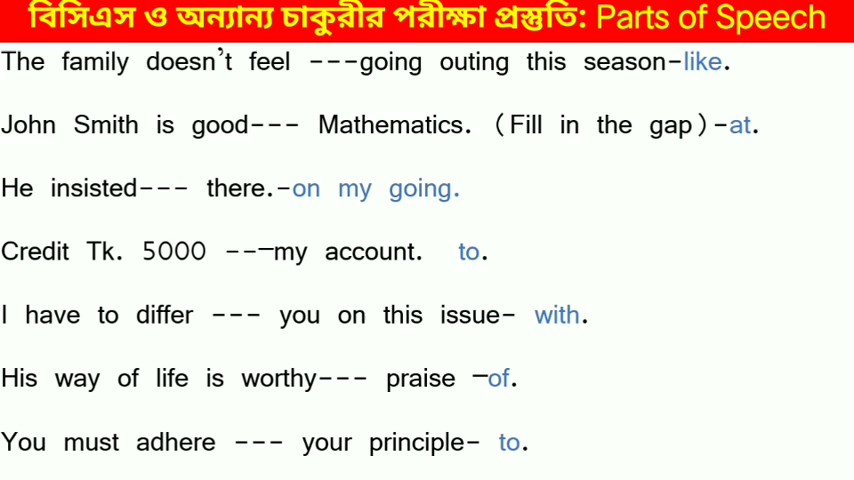 বিসিএস ও অন্যান্য চাকুরীর পরীক্ষা প্রস্তুতি: Parts of Speech
The family doesn’t feel ---going outing this season-like.
John Smith is good--- Mathematics. (Fill in the gap)-at.
He insisted--- there.-on my going.
Credit Tk. 5000 --–my account. to.
I have to differ --- you on this issue- with.
His way of life is worthy--- praise –of.
You must adhere --- your principle- to.